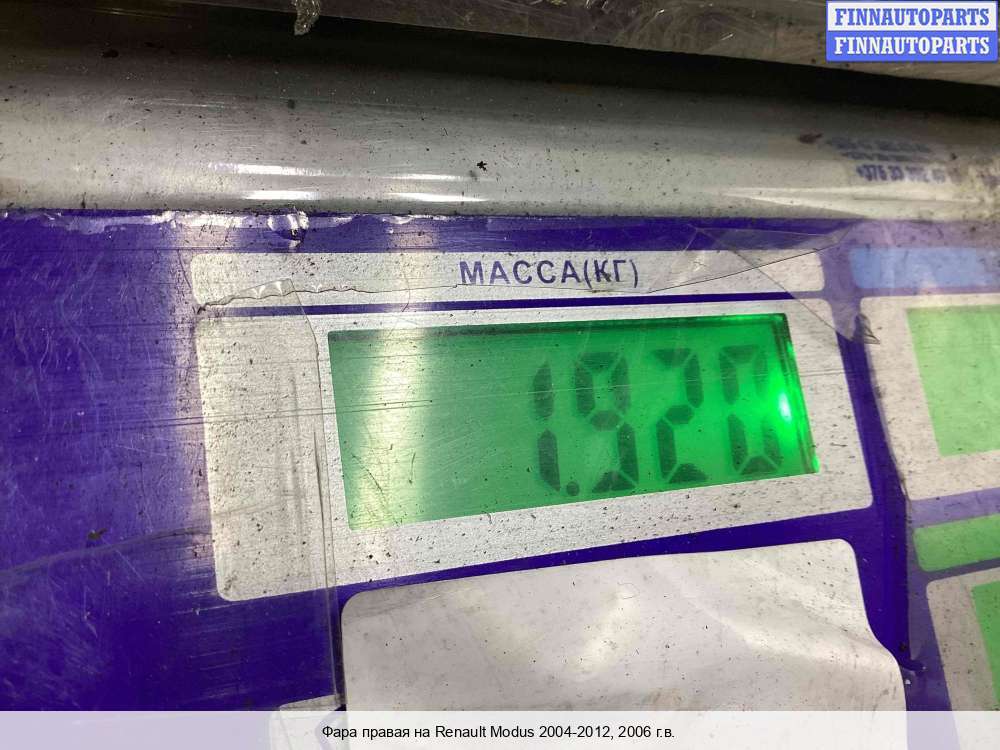 FINNAUTOPARTS
FINNAUTOPARTS
МАССА(КГ)
1.920
Фара правая на Renault Modus 2004-2012, 2006 г.в.